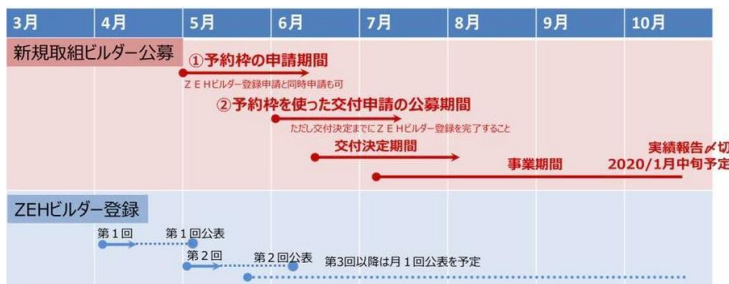 3月 4月 5月 6月 7月 8月 9月 10月
新規取組ビルダー公募
①予約枠の申請期間
ZEHビルダー登録申請と同時申請も可
②予約枠を使った交付申請の公募期間
ただし交付決定までにZEHビルダー登録を完了すること
交付決定期間
実績報告〆切
事業期間 2020/1月中旬予定
ZEHビルダー登録
第1回 第1回公表
第2回 第2回公表 第3回以降は月1回公表を予定